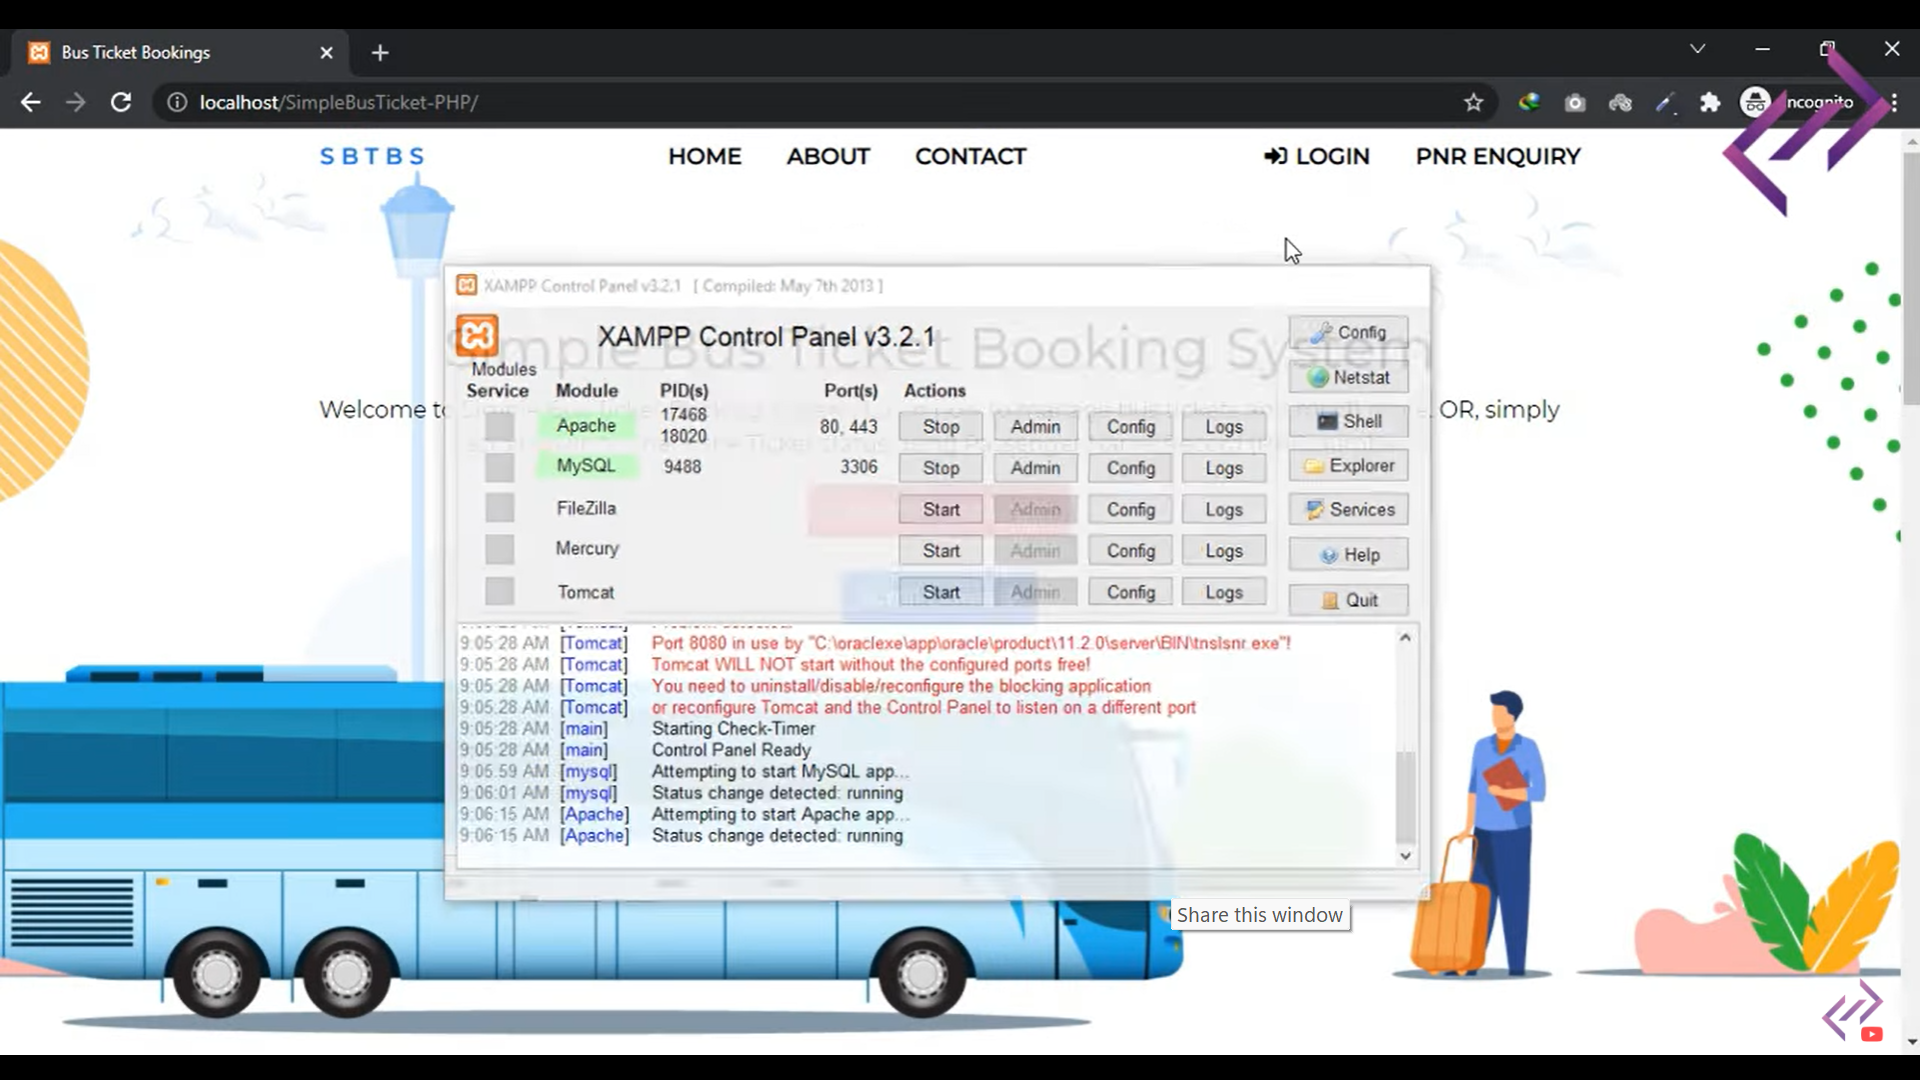 Bus Ticket Bookings
localhost/SimpleBusTicket-PHP/
ncognito
SBTBS
HOME
ABOUT
CONTACT
LOGIN
PNR ENQUIRY
XAMPP Control Panel v3.2.1 [ Compiled: May 7th 2013 ]
XAMPP Control Panel v3.2.1
Simple Bus Ticket Booking System
Welcome to
OR, simply
Modules
Service Module PID(s) Port(s) Actions
Apache 17468 18020 80, 443 Stop Admin Config Logs
MySQL 9488 3306 Stop Admin Config Logs
FileZilla Start Admin Config Logs
Mercury Start Admin Config Logs
Tomcat Start Admin Config Logs
Config
Netstat
Shell
Explorer
Services
Help
Quit
9:05:28 AM [Tomcat] Port 8080 in use by "C:\oraclexe\app\oracle\product\11.2.0\server\BIN\tnslsnr.exe"!
9:05:28 AM [Tomcat] Tomcat WILL NOT start without the configured ports free!
9:05:28 AM [Tomcat] You need to uninstall/disable/reconfigure the blocking application
9:05:28 AM [Tomcat] or reconfigure Tomcat and the Control Panel to listen on a different port
9:05:28 AM [main] Starting Check-Timer
9:05:28 AM [main] Control Panel Ready
9:05:59 AM [mysql] Attempting to start MySQL app...
9:06:01 AM [mysql] Status change detected: running
9:06:15 AM [Apache] Attempting to start Apache app...
9:06:15 AM [Apache] Status change detected: running
Share this window